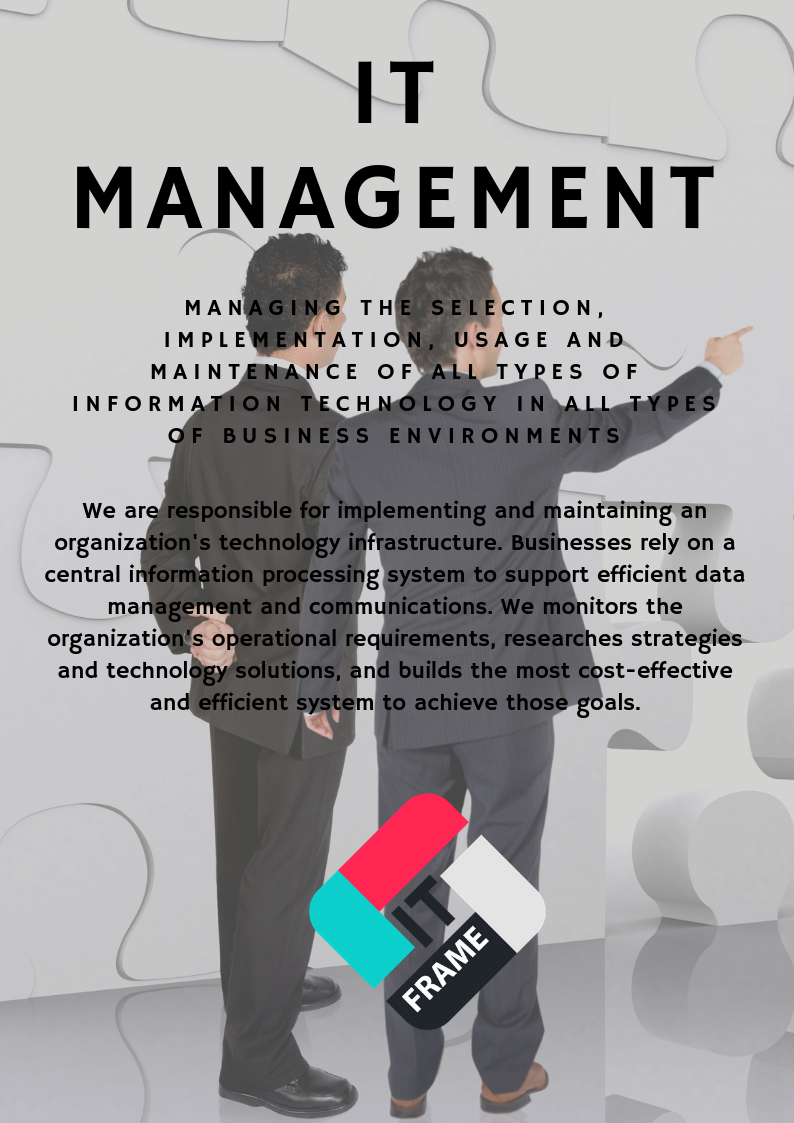 IT
MANAGEMENT
MANAGING THE SELECTION,
IMPLEMENTATION, USAGE AND
MAINTENANCE OF ALL TYPES OF
INFORMATION TECHNOLOGY IN ALL TYPES
OF BUSINESS ENVIRONMENTS
We are responsible for implementing and maintaining an
organization's technology infrastructure. Businesses rely on a
central information processing system to support efficient data
management and communications. We monitors the
organization's operational requirements, researches strategies
and technology solutions, and builds the most cost-effective
and efficient system to achieve those goals.
IT
FRAME